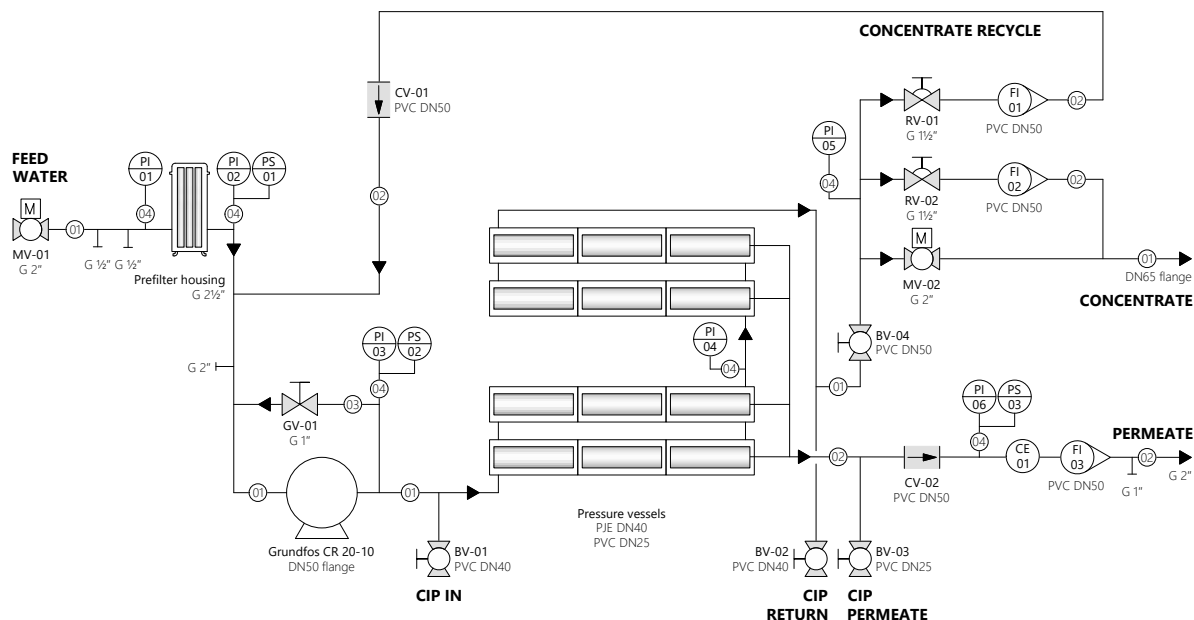 CONCENTRATE RECYCLE
CV-01
PVC DN50
FI
01
02
RV-01
G 1½”
PVC DN50
PI
05
04
FEED
WATER
PI
01
PI
02
PS
01
02
FI
02
02
RV-02
G 1½”
PVC DN50
M
01
04
04
MV-01
G 2”
G ½”
G ½”
M
01
DN65 flange
MV-02
G 2”
CONCENTRATE
Prefilter housing
G 2½”
PI
03
PS
02
PI
04
04
BV-04
PVC DN50
G 2”
04
01
03
GV-01
G 1”
PI
06
PS
03
04
PERMEATE
02
CV-02
PVC DN50
CE
01
FI
03
PVC DN50
02
G 1”
G 2”
01
01
Grundfos CR 20-10
DN50 flange
Pressure vessels
PJE DN40
PVC DN25
BV-01
PVC DN40
BV-02
PVC DN40
BV-03
PVC DN25
CIP IN
CIP
RETURN
CIP
PERMEATE